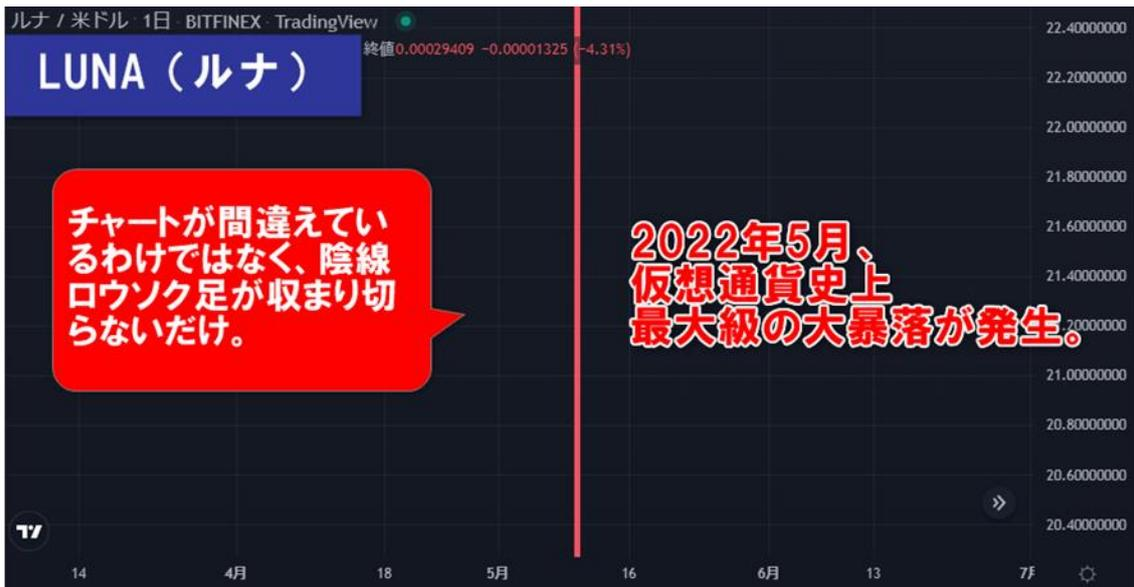 ルナ / 米ドル · 1日 · BITFINEX · TradingView
終値0.00029409 −0.00001325 (−4.31%)
LUNA（ルナ）
チャートが間違えてい
るわけではなく、陰線
ロウソク足が収まり切
らないだけ。
2022年5月、
仮想通貨史上
最大級の大暴落が発生。
22.40000000
22.20000000
22.00000000
21.80000000
21.60000000
21.40000000
.20000000
21.00000000
20.80000000
20.60000000
20.40000000
14 4月 18 5月 16 6月 13 7月